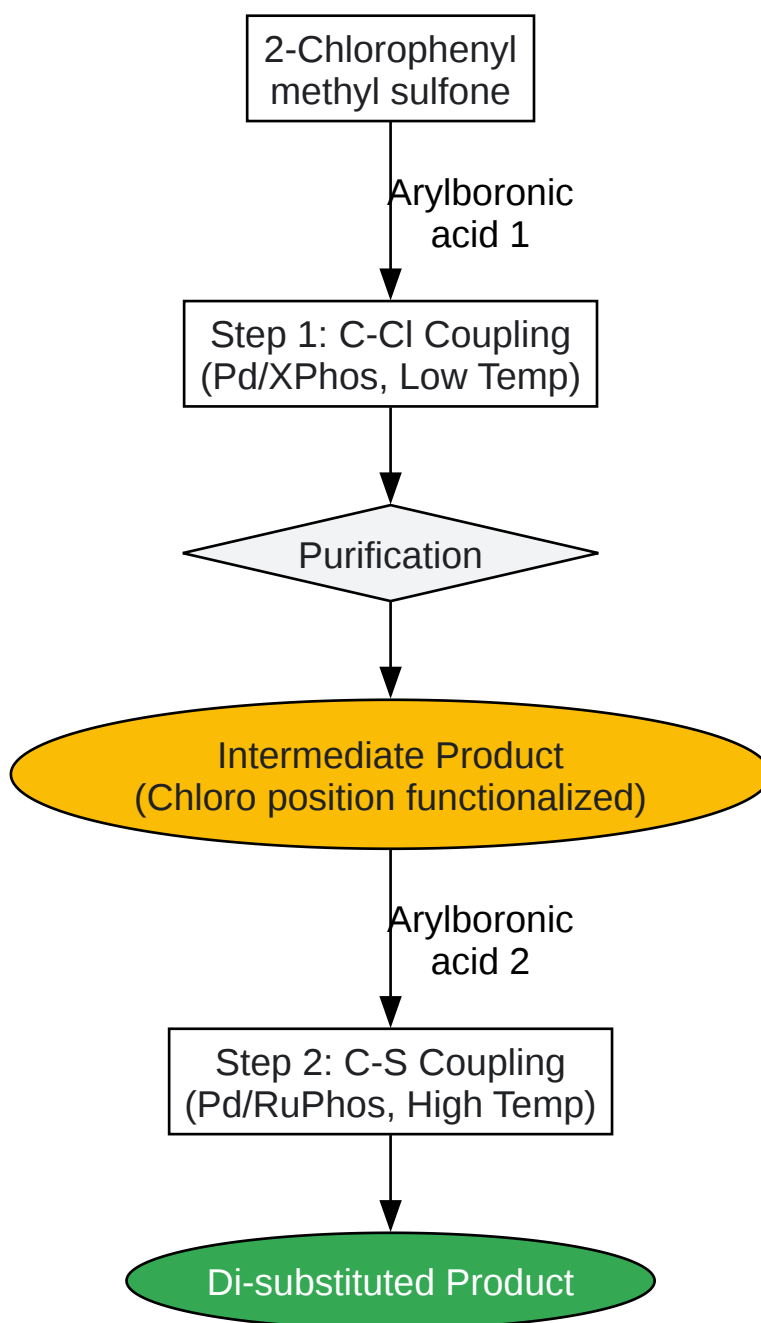 2-Chlorophenyl
methyl sulfone
Arylboronic
acid 1
Step 1: C-Cl Coupling
(Pd/XPhos, Low Temp)
Purification
Intermediate Product
(Chloro position functionalized)
Arylboronic
acid 2
Step 2: C-S Coupling
(Pd/RuPhos, High Temp)
Di-substituted Product